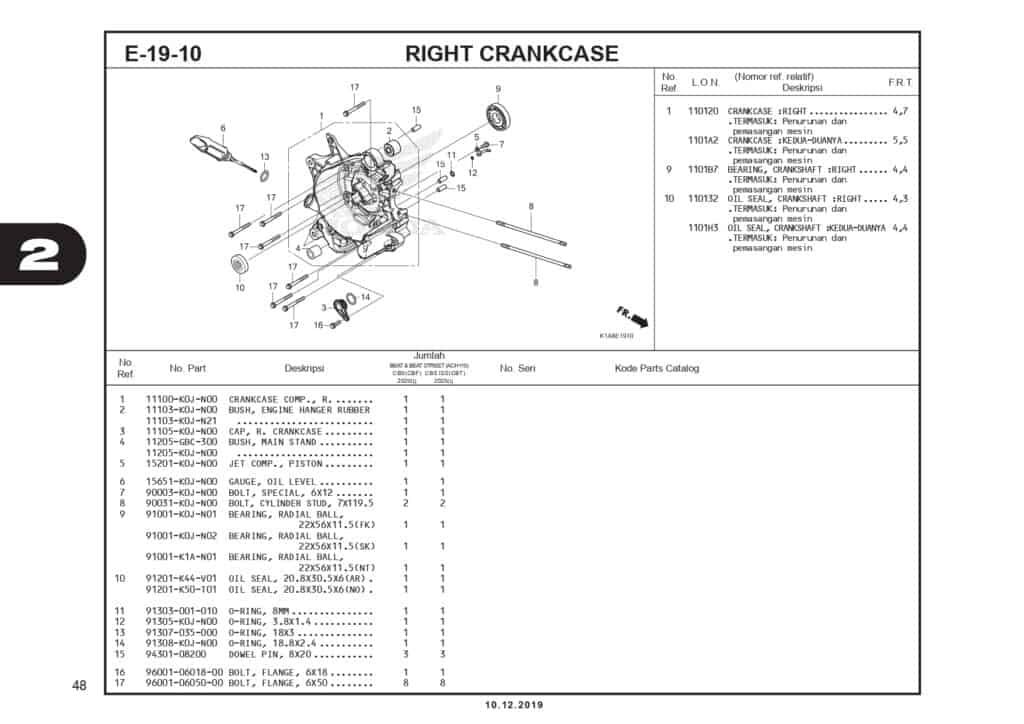 E-19-10 RIGHT CRANKCASE
17
9
15
1
6
2
5
7
13
11
15
12
15
17
17
8
17
4
10
17
17
8
3
14
17
16
FR.
K1A8E1910
No. Ref. L.O.N. (Nomor ref. relatif) Deskripsi F.R.T.
1 110120 CRANKCASE :RIGHT............... 4,7
.TERMASUK: Penurunan dan
pemasangan mesin
1101A2 CRANKCASE :KEDUA-DUANYA........ 5,5
.TERMASUK: Penurunan dan
pemasangan mesin
9 1101B7 BEARING, CRANKSHAFT :RIGHT...... 4,4
.TERMASUK: Penurunan dan
pemasangan mesin
10 110132 OIL SEAL, CRANKSHAFT :RIGHT..... 4,3
.TERMASUK: Penurunan dan
pemasangan mesin
1101H3 OIL SEAL, CRANKSHAFT :KEDUA-DUANYA 4,4
.TERMASUK: Penurunan dan
pemasangan mesin
2
No. Ref. No. Part Deskripsi Jumlah No. Seri Kode Parts Catalog
BEAT & BEAT STREET (ACH110)
CBS (CBF) CBS ISS (CBT)
2020(L) 2020(L)
1 11100-K0J-N00 CRANKCASE COMP., R........ 1 1
2 11103-K0J-N00 BUSH, ENGINE HANGER RUBBER 1 1
11103-K0J-N21 ........................ 1 1
3 11105-K0J-N00 CAP, R. CRANKCASE......... 1 1
4 11205-GBC-300 BUSH, MAIN STAND.......... 1 1
11205-K0J-N00 ........................ 1 1
5 15201-K0J-N00 JET COMP., PISTON......... 1 1
6 15651-K0J-N00 GAUGE, OIL LEVEL.......... 1 1
7 90003-K0J-N00 BOLT, SPECIAL, 6X12....... 1 1
8 90031-K0J-N00 BOLT, CYLINDER STUD, 7X119.5 2 2
9 91001-K0J-N01 BEARING, RADIAL BALL,
22X56X11.5(FK) 1 1
91001-K0J-N02 BEARING, RADIAL BALL,
22X56X11.5(SK) 1 1
91001-K1A-N01 BEARING, RADIAL BALL,
22X56X11.5(NT) 1 1
10 91201-K44-V01 OIL SEAL, 20.8X30.5X6(AR). 1 1
91201-K50-T01 OIL SEAL, 20.8X30.5X6(NO). 1 1
11 91303-001-010 O-RING, 8MM............... 1 1
12 91305-K0J-N00 O-RING, 3.8X1.4........... 1 1
13 91307-035-000 O-RING, 18X3.............. 1 1
14 91308-K0J-N00 O-RING, 18.8X2.4.......... 1 1
15 94301-08200 DOWEL PIN, 8X20........... 3 3
16 96001-06018-00 BOLT, FLANGE, 6X18........ 1 1
17 96001-06050-00 BOLT, FLANGE, 6X50........ 8 8
48
10.12.2019